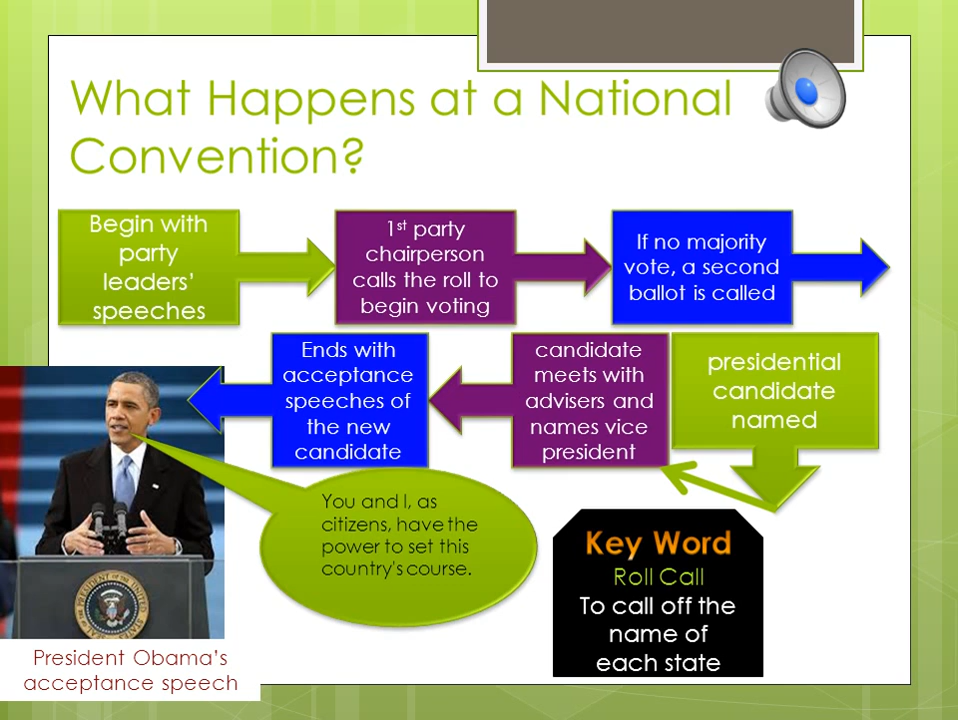 What Happens at a National
Convention?
Begin with
party
leaders'
speeches
1st party
chairperson
calls the roll to
begin voting
If no majority
vote, a second
ballot is called
presidential
candidate
named
candidate
meets with
advisers and
names vice
president
Ends with
acceptance
speeches of
the new
candidate
You and I, as
citizens, have the
power to set this
country's course.
Key Word
Roll Call
To call off the
name of
each state
President Obama's
acceptance speech